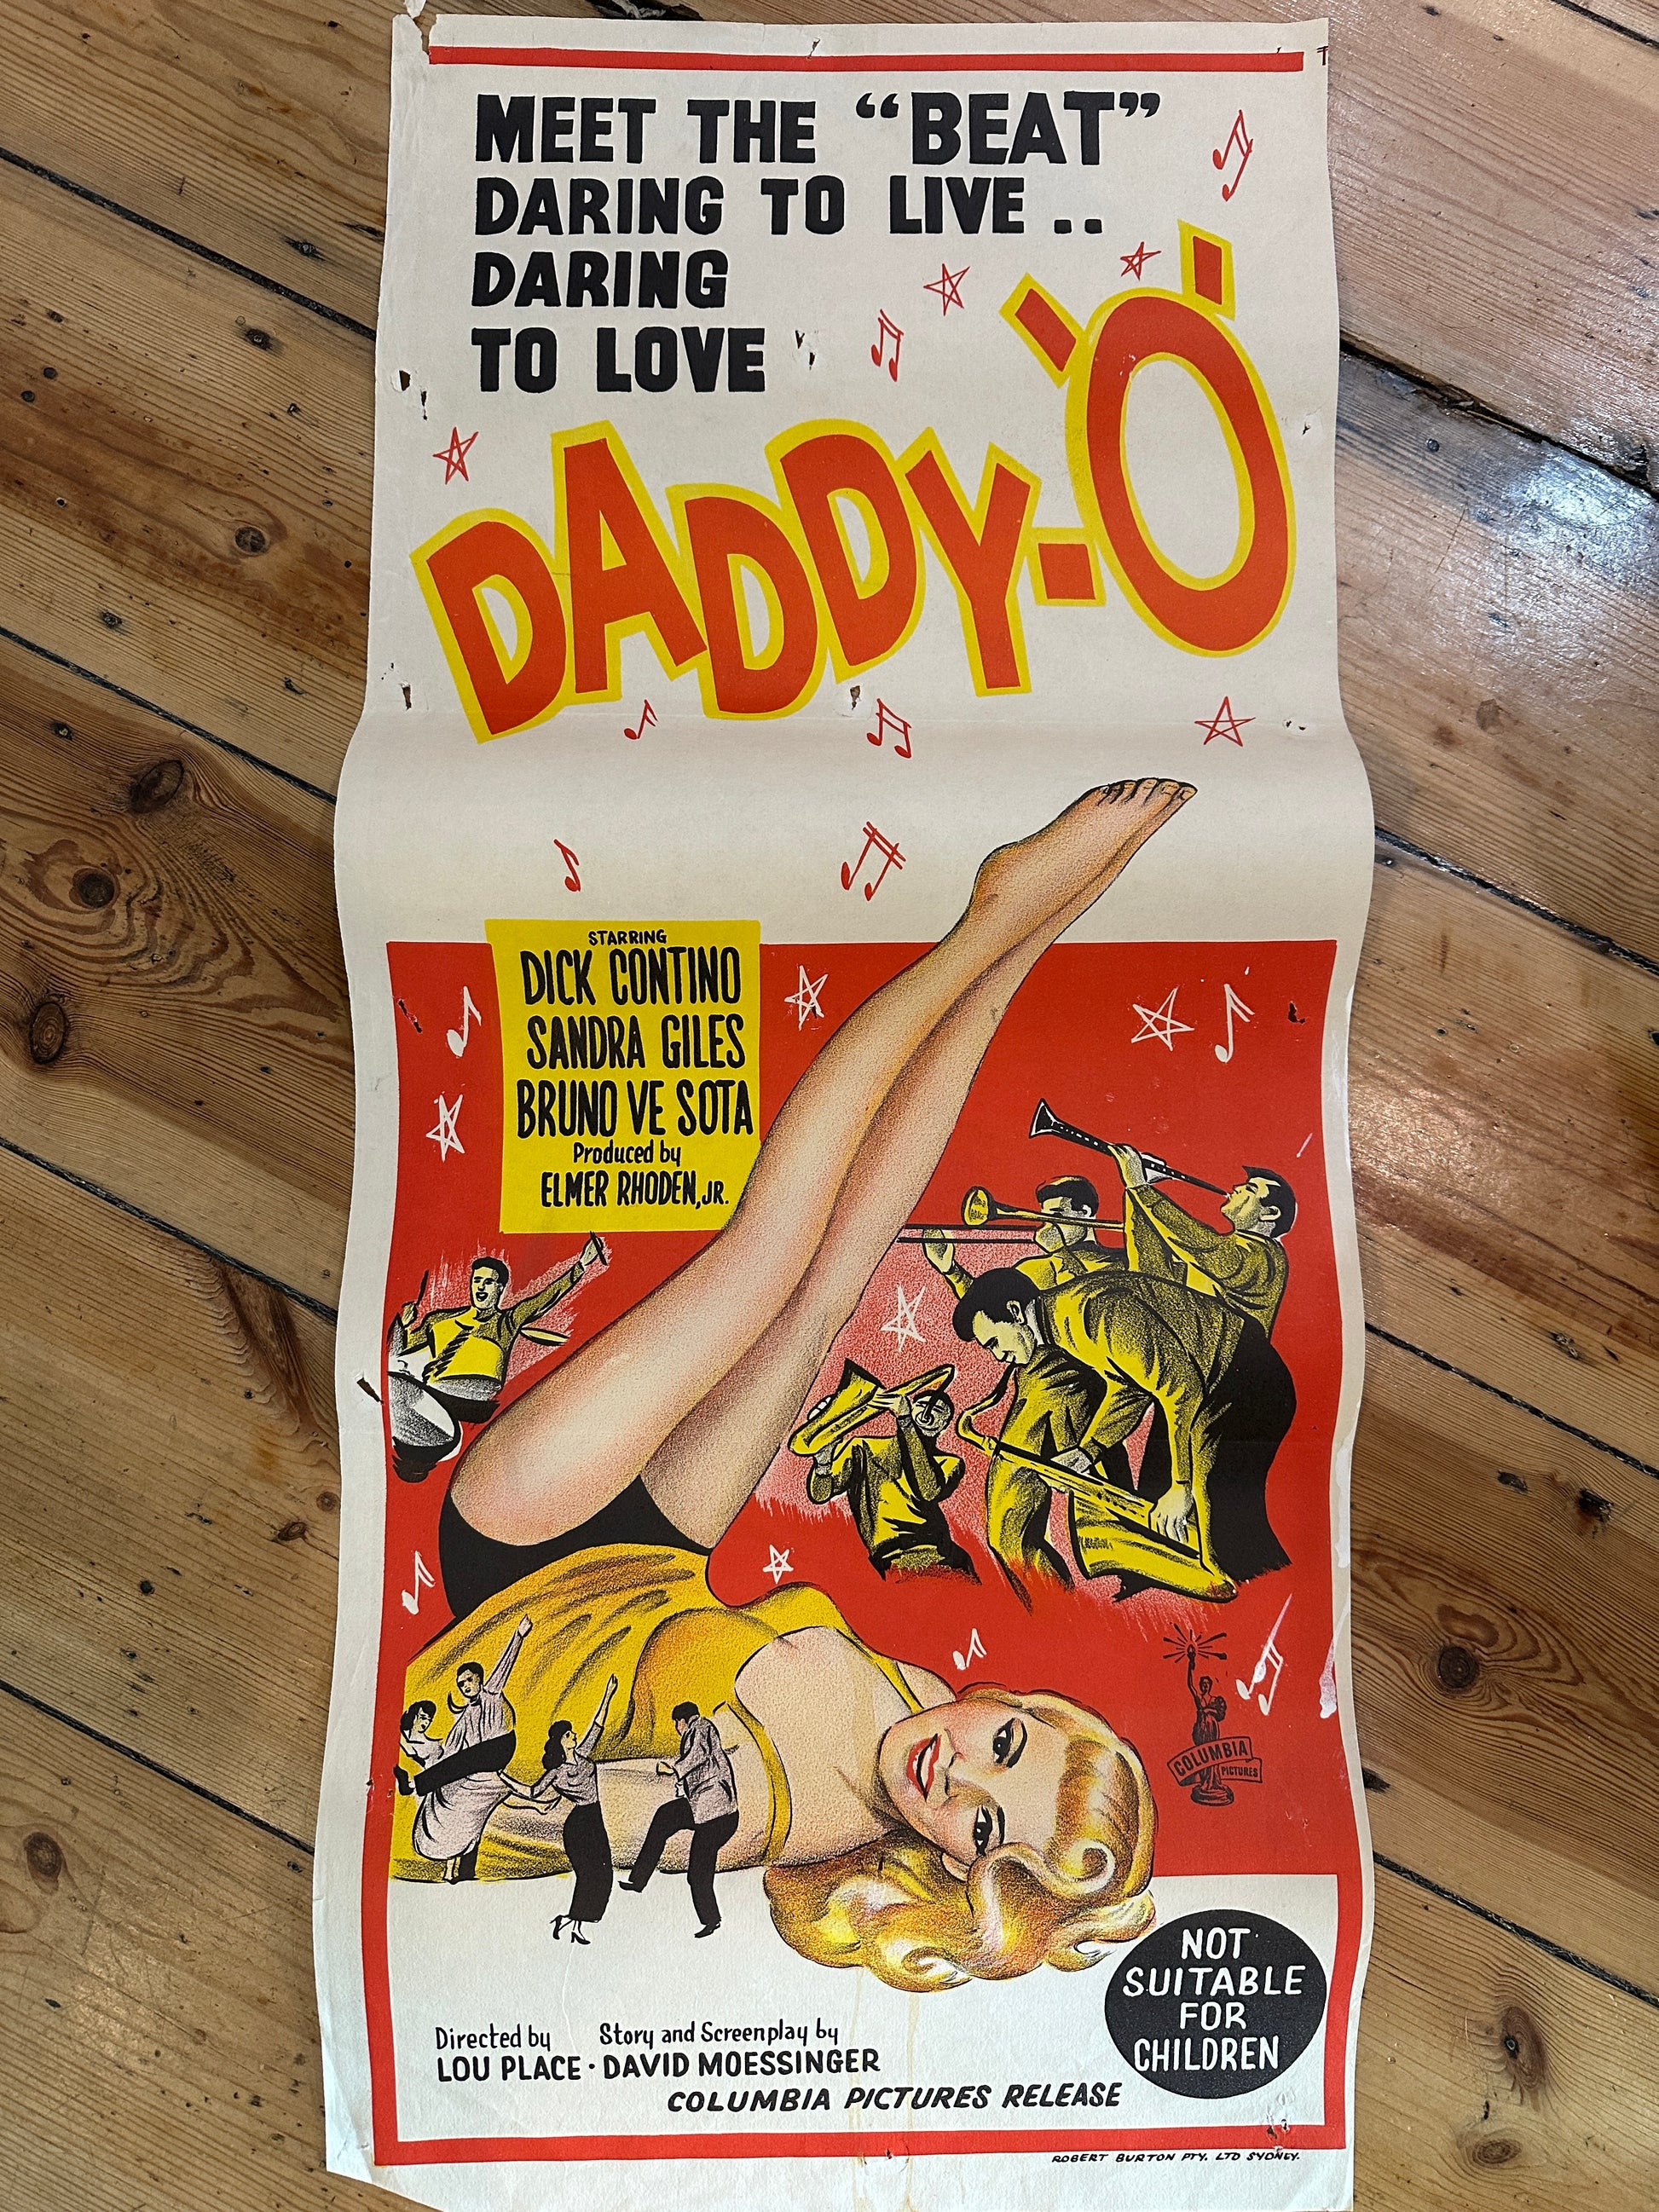 MEET THE “BEAT”
DARING TO LIVE ..
DARING
TO LOVE
DADDY-'O'
STARRING
DICK CONTINO
SANDRA GILES
BRUNO VE SOTA
Produced by
ELMER RHODEN, JR.
COLUMBIA
PICTURES
NOT
SUITABLE
FOR
CHILDREN
Directed by Story and Screenplay by
LOU PLACE · DAVID MOESSINGER
COLUMBIA PICTURES RELEASE
ROBERT BURTON PTY. LTD SYDNEY.